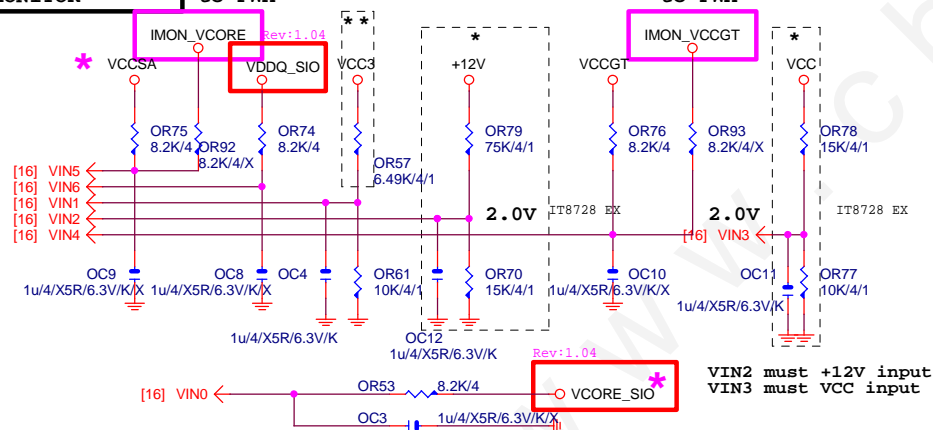 IMON_VCORE
Rev:1.04
* *
*
IMON_VCCGT
*
* VCCSA
VDDQ_SIO
VCC3
+12V
VCCGT
VCC
OR75
8.2K/4
OR92
8.2K/4/X
OR74
8.2K/4
OR57
6.49K/4/1
OR79
75K/4/1
OR76
8.2K/4
OR93
8.2K/4/X
OR78
15K/4/1
[16] VIN5
[16] VIN6
[16] VIN1
[16] VIN2
[16] VIN4
2.0V
IT8728 EX
2.0V
IT8728 EX
[16] VIN3
OC9
1u/4/X5R/6.3V/K/X
OC8
1u/4/X5R/6.3V/K/X
OC4
1u/4/X5R/6.3V/K
OR61
10K/4/1
OC12
1u/4/X5R/6.3V/K
OR70
15K/4/1
OC10
1u/4/X5R/6.3V/K/X
OC11
1u/4/X5R/6.3V/K
OR77
10K/4/1
Rev:1.04
[16] VIN0
OR53
8.2K/4
VCORE_SIO *
OC3
1u/4/X5R/6.3V/K/X
VIN2 must +12V input
VIN3 must VCC input